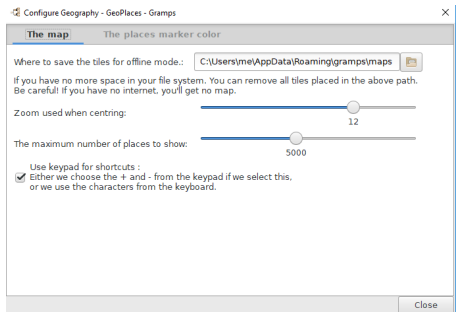 Configure Geography - GeoPlaces - Gramps
The map The places marker color
Where to save the tiles for offline mode.: C:\Users\me\AppData\Roaming\gramps\maps
If you have no more space in your file system. You can remove all tiles placed in the above path.
Be careful! If you have no internet, you'll get no map.
Zoom used when centring:
12
The maximum number of places to show:
5000
Use keypad for shortcuts :
Either we choose the + and - from the keypad if we select this,
or we use the characters from the keyboard.
Close